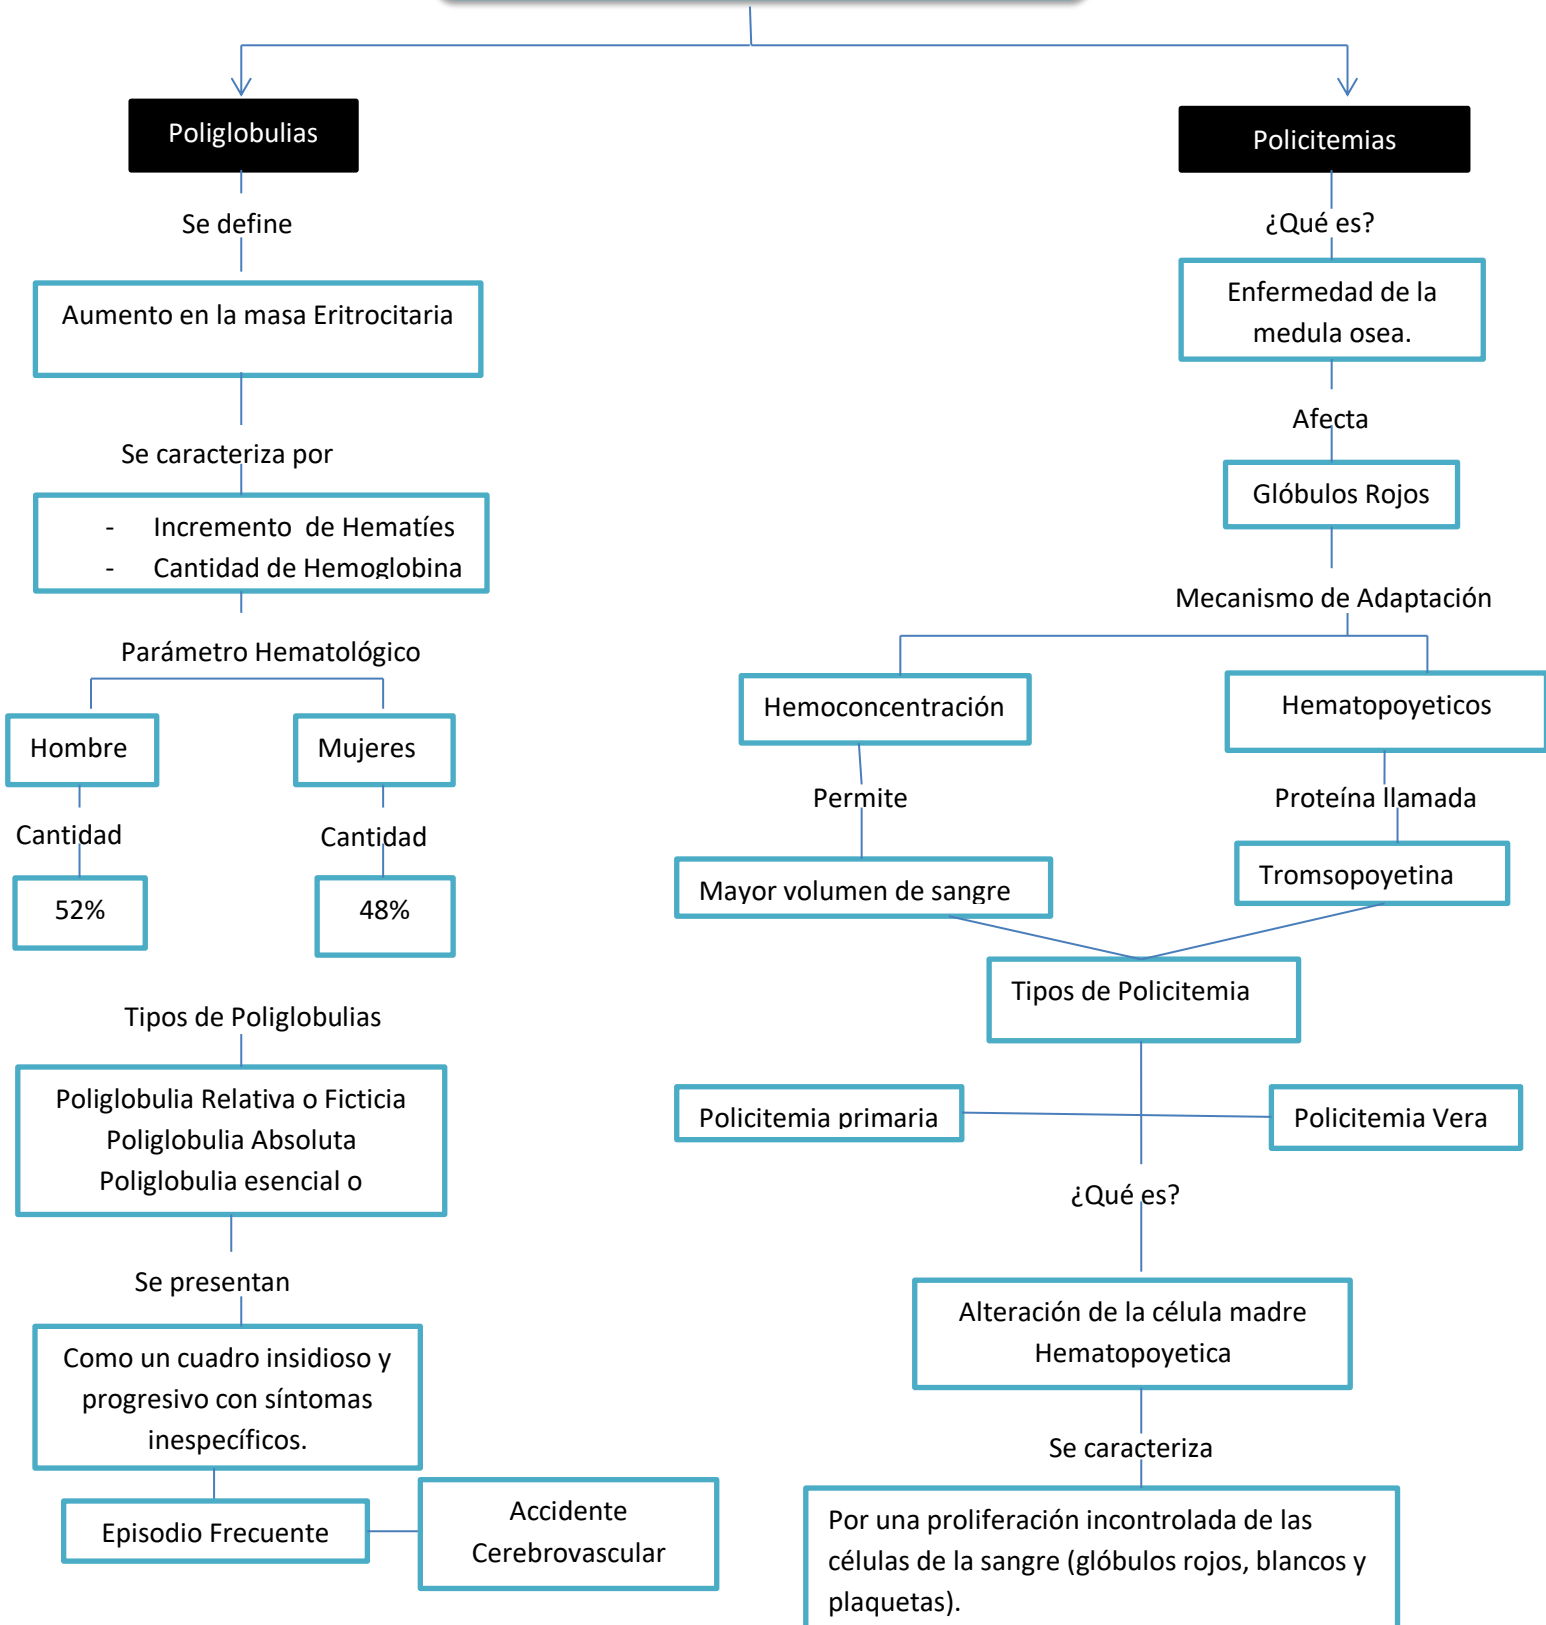 Poliglobulias
Se define
Aumento en la masa Eritrocitaria
Se caracteriza por
- Incremento de Hematíes
- Cantidad de Hemoglobina
Parámetro Hematológico
Hombre
Mujeres
Cantidad
Cantidad
52%
48%
Tipos de Poliglobulias
Poliglobulia Relativa o Ficticia
Poliglobulia Absoluta
Poliglobulia esencial o
Se presentan
Como un cuadro insidioso y
progresivo con síntomas
inespecíficos.
Episodio Frecuente
Accidente
Cerebrovascular
Policitemias
¿Qué es?
Enfermedad de la
medula osea.
Afecta
Glóbulos Rojos
Mecanismo de Adaptación
Hemoconcentración
Hematopoyeticos
Permite
Proteína llamada
Mayor volumen de sangre
Tromsopoyetina
Tipos de Policitemia
Policitemia primaria
Policitemia Vera
¿Qué es?
Alteración de la célula madre
Hematopoyetica
Se caracteriza
Por una proliferación incontrolada de las
células de la sangre (glóbulos rojos, blancos y
plaquetas).